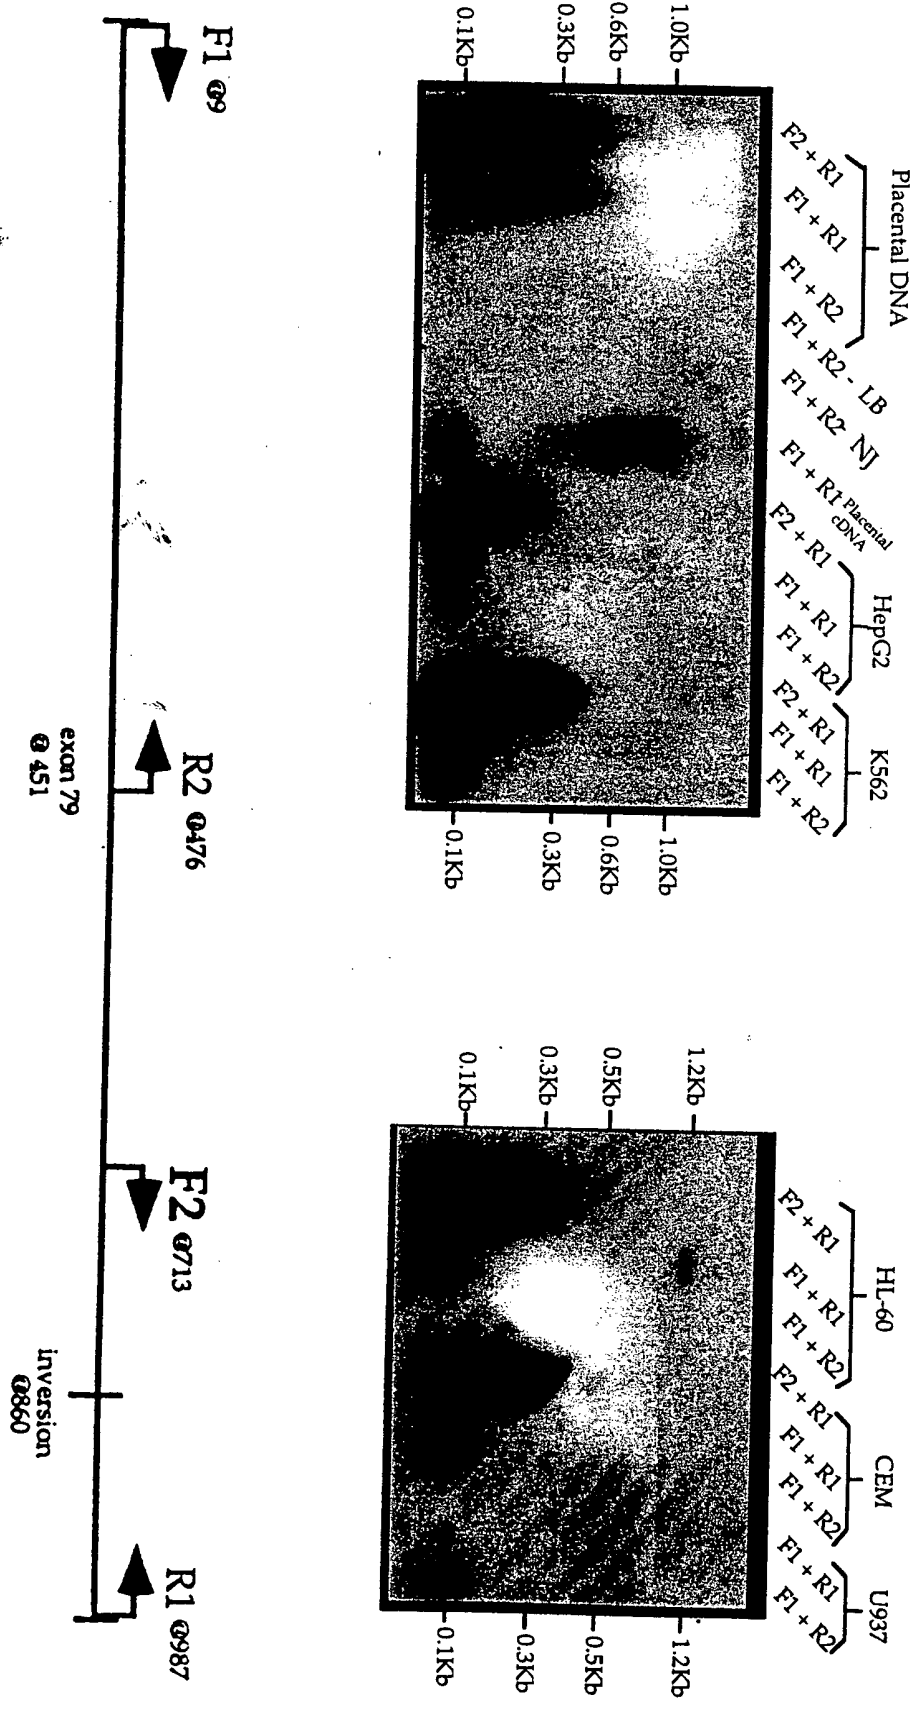 Placental DNA
HepG2
K562
F2 + R1
F1 + R1
F1 + R2
F1 + R2 - LB
F1 + R2 - NJ
F1 + R1 - Placental
cDNA
F2 + R1
F1 + R1
F1 + R2
F2 + R1
F1 + R1
F1 + R2
1.0Kb
0.6Kb
0.3Kb
0.1Kb
1.0Kb
0.6Kb
0.3Kb
0.1Kb
HL-60
CEM
U937
F2 + R1
F1 + R1
F1 + R2
F2 + R1
F1 + R1
F1 + R2
F1 + R1
F1 + R2
1.2Kb
0.5Kb
0.3Kb
0.1Kb
1.2Kb
0.5Kb
0.3Kb
0.1Kb
F1 @9
R2 @476
F2 @713
R1 @987
exon 79
@ 451
inversion
@860